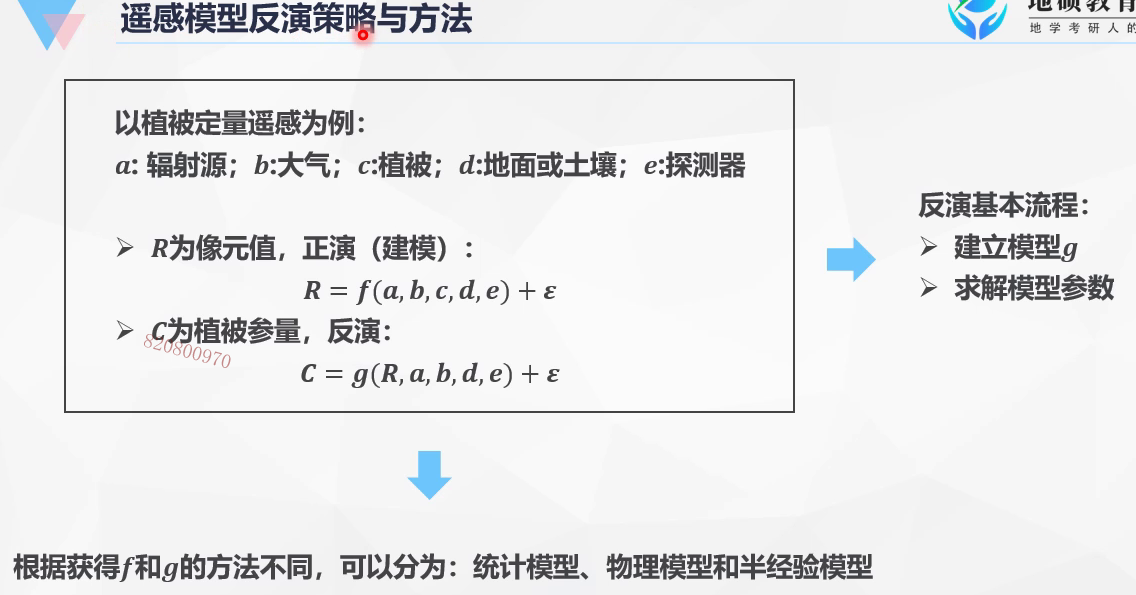 遥感模型反演策略与方法
地硕教育
地学考研人的
以植被定量遥感为例：
a: 辐射源；b:大气；c:植被；d:地面或土壤；e:探测器
➢ R为像元值，正演（建模）：
R = f(a, b, c, d, e) + ε
➢ C为植被参量，反演：
820800970
C = g(R, a, b, d, e) + ε
反演基本流程：
➢ 建立模型g
➢ 求解模型参数
根据获得f和g的方法不同，可以分为：统计模型、物理模型和半经验模型